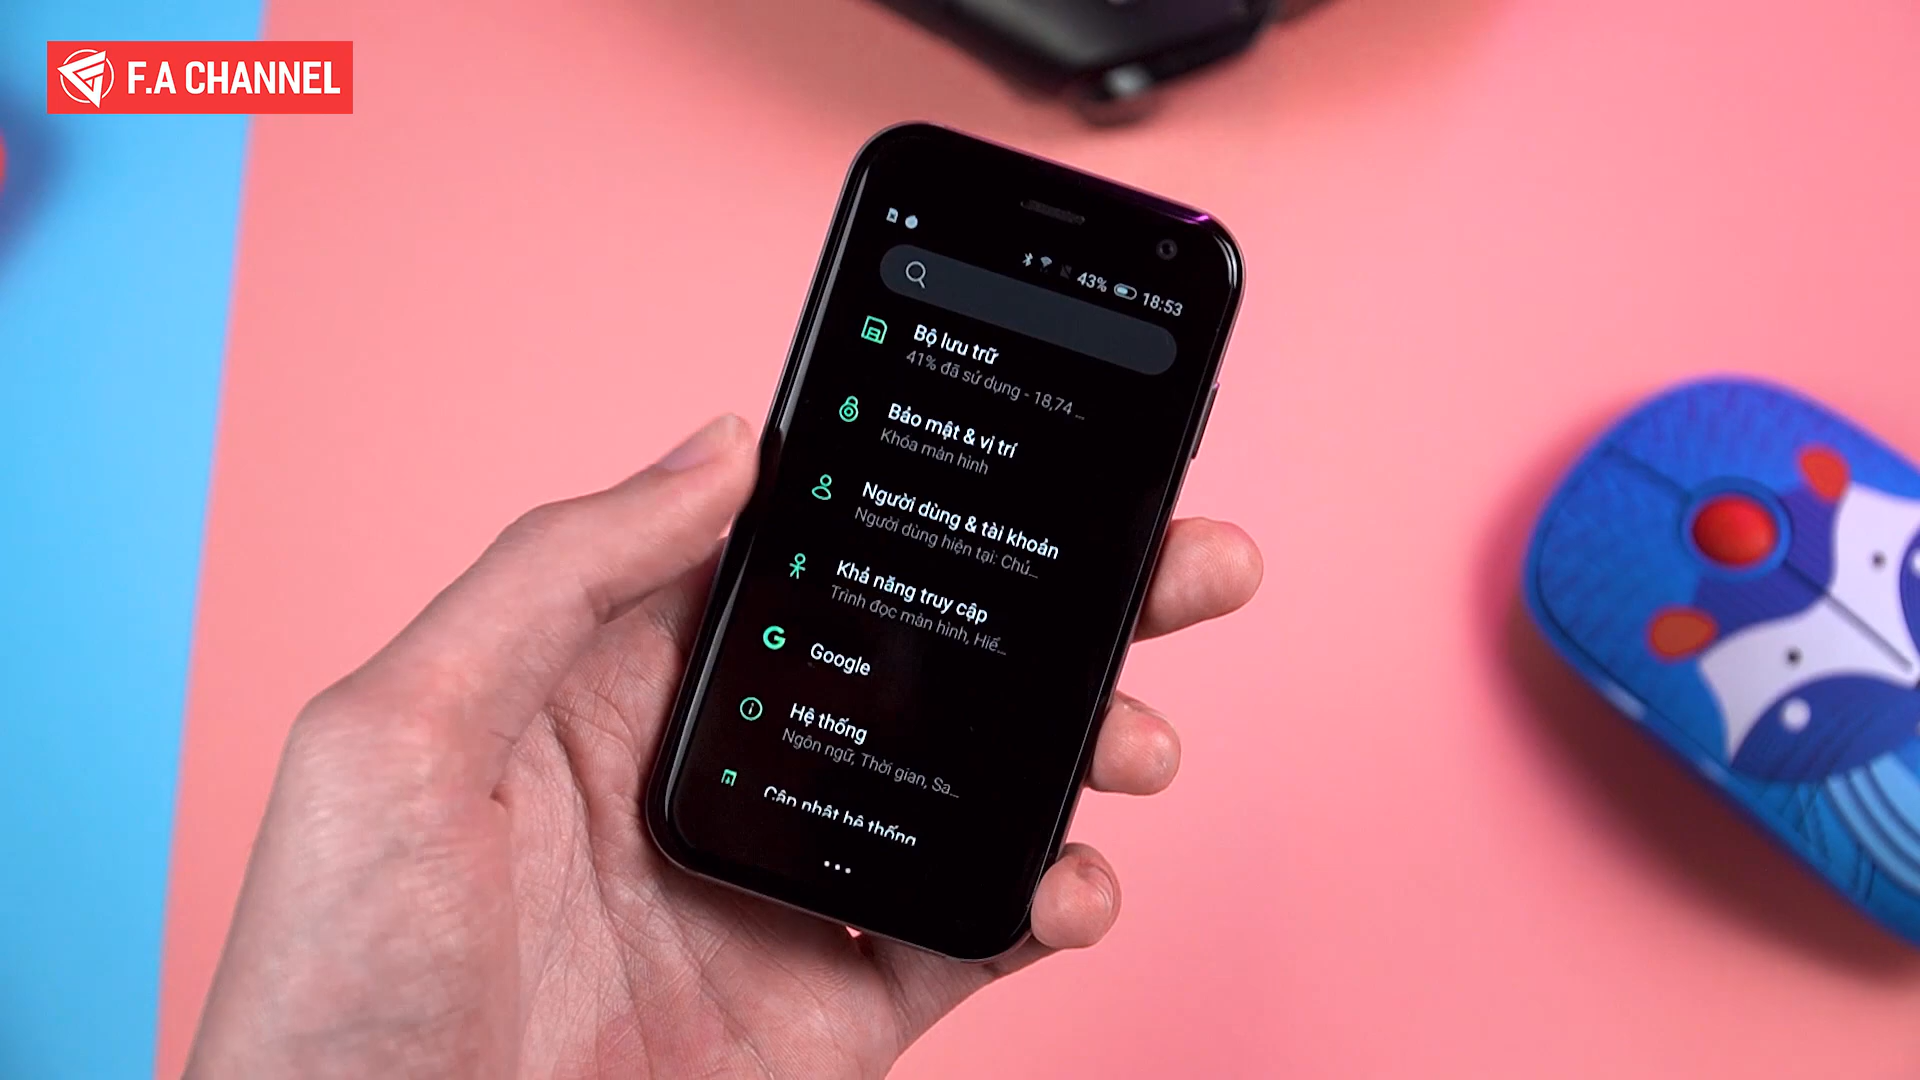 F.A CHANNEL
43% 18:53
Bộ lưu trữ
41% đã sử dụng - 18,74 ...
Bảo mật & vị trí
Khóa màn hình
Người dùng & tài khoản
Người dùng hiện tại: Chủ...
Khả năng truy cập
Trình đọc màn hình, Hiể...
Google
Hệ thống
Ngôn ngữ, Thời gian, Sa...
Cập nhật hệ thống